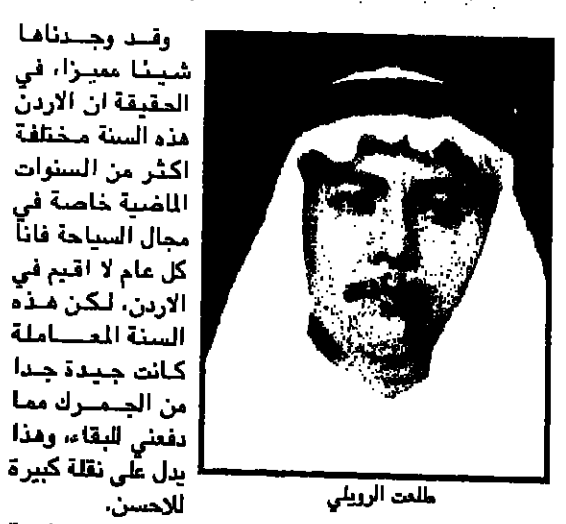 وقد وجدناها
شيئا مميزا، في
الحقيقة ان الاردن
هذه السنة مختلفة
اكثر من السنوات
الماضية خاصة في
مجال السياحة فانا
كل عام لا اقيم في
الاردن، لكن هذه
السنة المعاملة
كانت جيدة جدا
من الجمرك مما
دفعني للبقاء، وهذا
يدل على نقلة كبيرة
للاحسن.
طلعت الرويلي